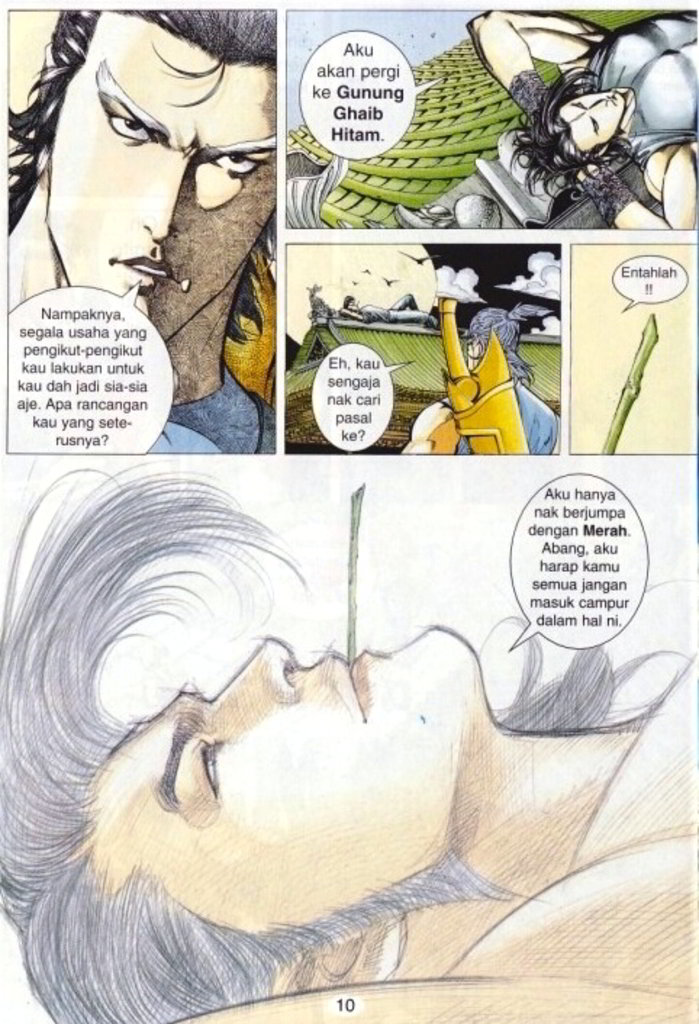 Nampaknya,
segala usaha yang
pengikut-pengikut
kau lakukan untuk
kau dah jadi sia-sia
aje. Apa rancangan
kau yang sete-
rusnya?
Aku
akan pergi
ke Gunung
Ghaib
Hitam.
Eh, kau
sengaja
nak cari
pasal
ke?
Entahlah
!!
Aku hanya
nak berjumpa
dengan Merah.
Abang, aku
harap kamu
semua jangan
masuk campur
dalam hal ni.
10